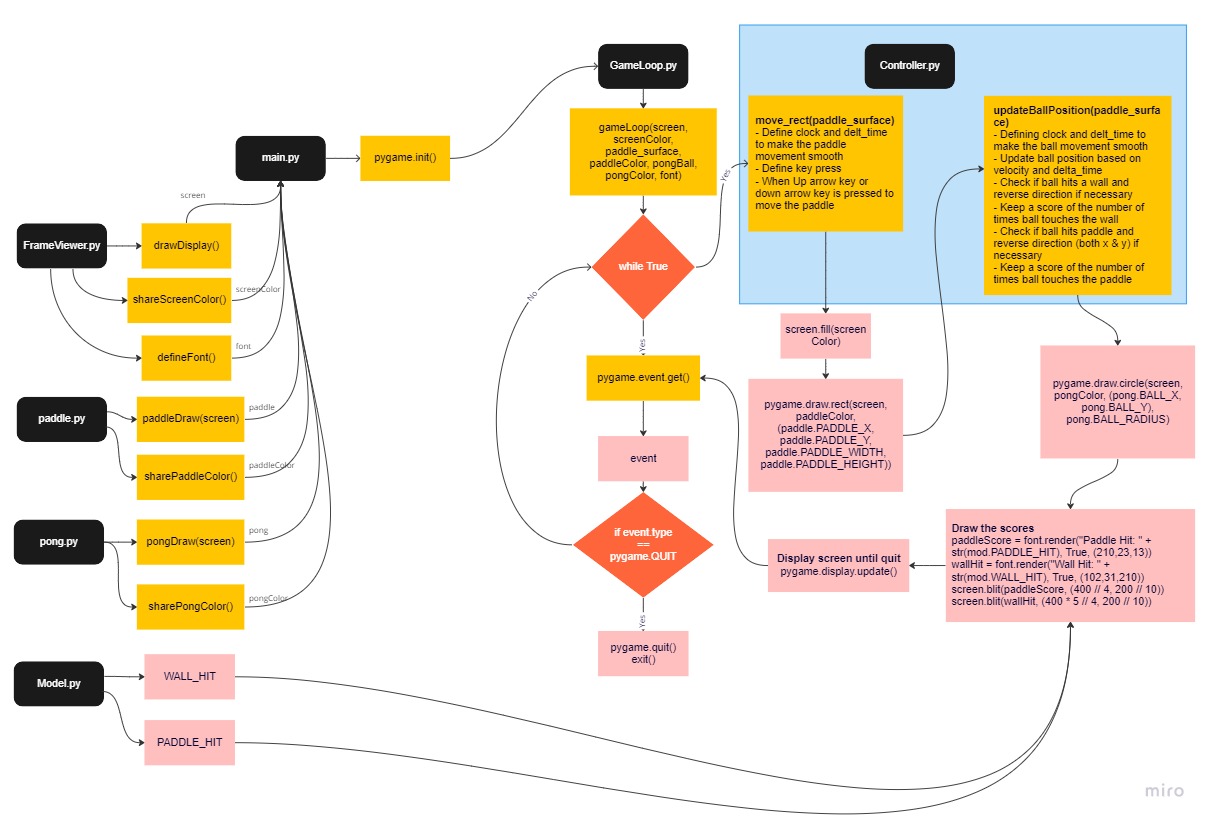 GameLoop.py
Controller.py
gameLoop(screen,
screenColor,
paddle_surface,
paddleColor, pongBall,
pongColor, font)
move_rect(paddle_surface)
- Define clock and delt_time
to make the paddle
movement smooth
- Define key press
- When Up arrow key or
down arrow key is pressed to
move the paddle
updateBallPosition(paddle_surfa
ce)
- Defining clock and delt_time to
make the ball movement smooth
- Update ball position based on
velocity and delta_time
- Check if ball hits a wall and
reverse direction if necessary
- Keep a score of the number of
times ball touches the wall
- Check if ball hits paddle and
reverse direction (both x & y) if
necessary
- Keep a score of the number of
times ball touches the paddle
main.py
pygame.init()
Yes
screen
FrameViewer.py
drawDisplay()
while True
shareScreenColor()
screenColor
No
defineFont()
font
Yes
screen.fill(screen
Color)
pygame.event.get()
pygame.draw.rect(screen,
paddleColor,
(paddle.PADDLE_X,
paddle.PADDLE_Y,
paddle.PADDLE_WIDTH,
paddle.PADDLE_HEIGHT))
pygame.draw.circle(screen,
pongColor, (pong.BALL_X,
pong.BALL_Y),
pong.BALL_RADIUS)
paddle.py
paddleDraw(screen)
paddle
sharePaddleColor()
paddleColor
event
if event.type
==
pygame.QUIT
pong.py
pongDraw(screen)
pong
sharePongColor()
pongColor
Display screen until quit
pygame.display.update()
Draw the scores
paddleScore = font.render("Paddle Hit: " +
str(mod.PADDLE_HIT), True, (210,23,13))
wallHit = font.render("Wall Hit: " +
str(mod.WALL_HIT), True, (102,31,210))
screen.blit(paddleScore, (400 // 4, 200 // 10))
screen.blit(wallHit, (400 * 5 // 4, 200 // 10))
Yes
pygame.quit()
exit()
Model.py
WALL_HIT
PADDLE_HIT
miro